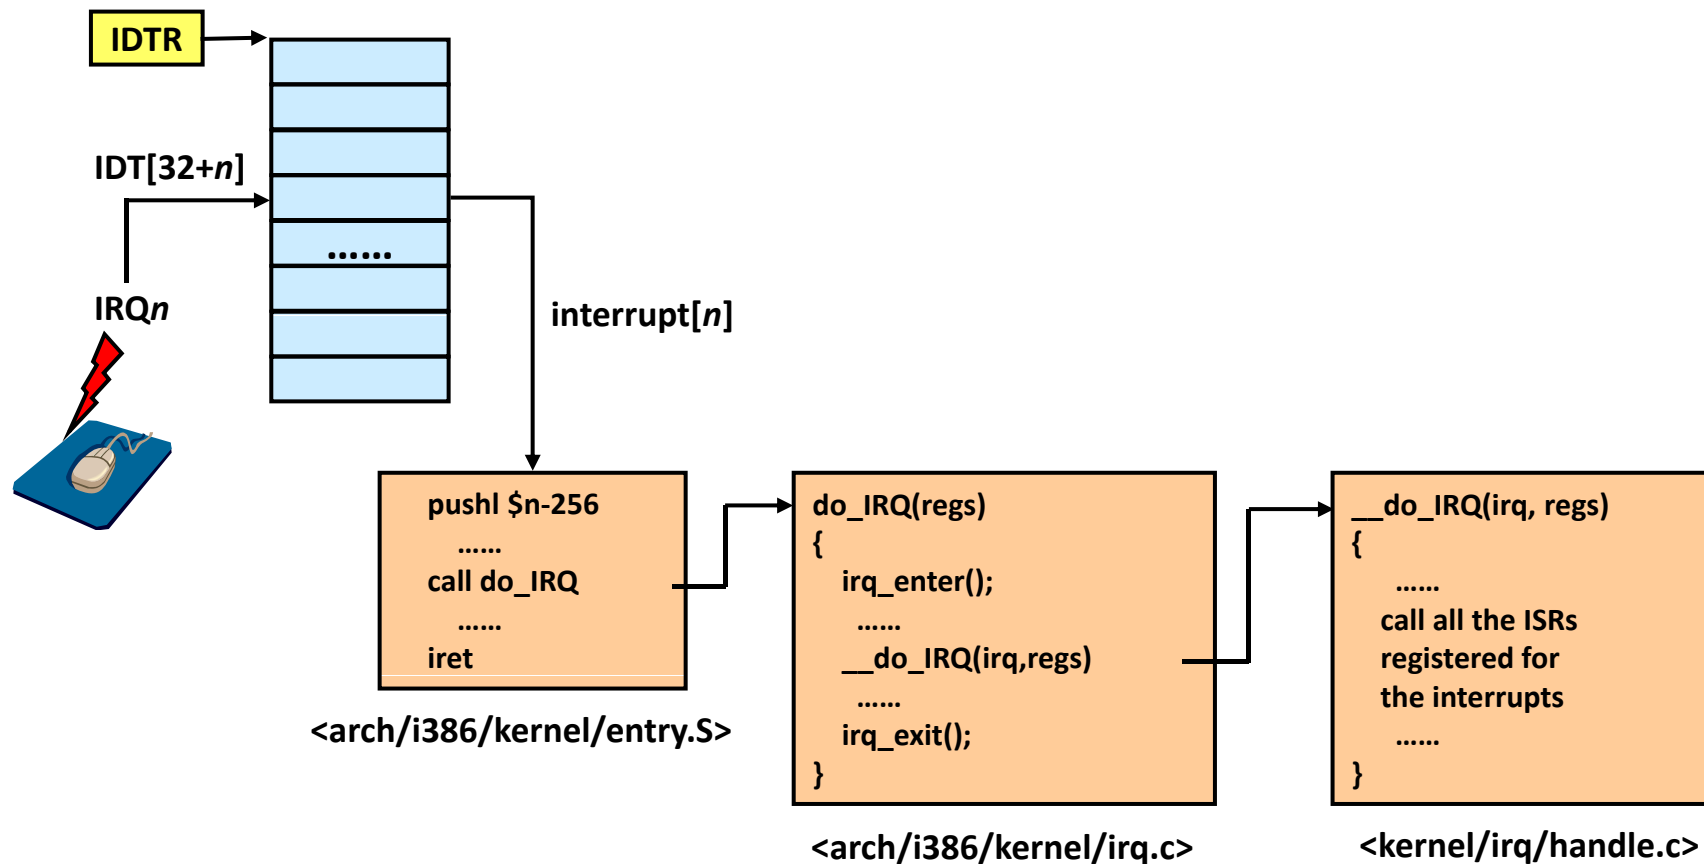 IDTR
IDT[32+n]
……
IRQn
interrupt[n]
pushl $n-256
……
call do_IRQ
……
iret
<arch/i386/kernel/entry.S>
do_IRQ(regs)
{
irq_enter();
……
__do_IRQ(irq,regs)
……
irq_exit();
}
<arch/i386/kernel/irq.c>
__do_IRQ(irq, regs)
{
……
call all the ISRs
registered for
the interrupts
……
}
<kernel/irq/handle.c>